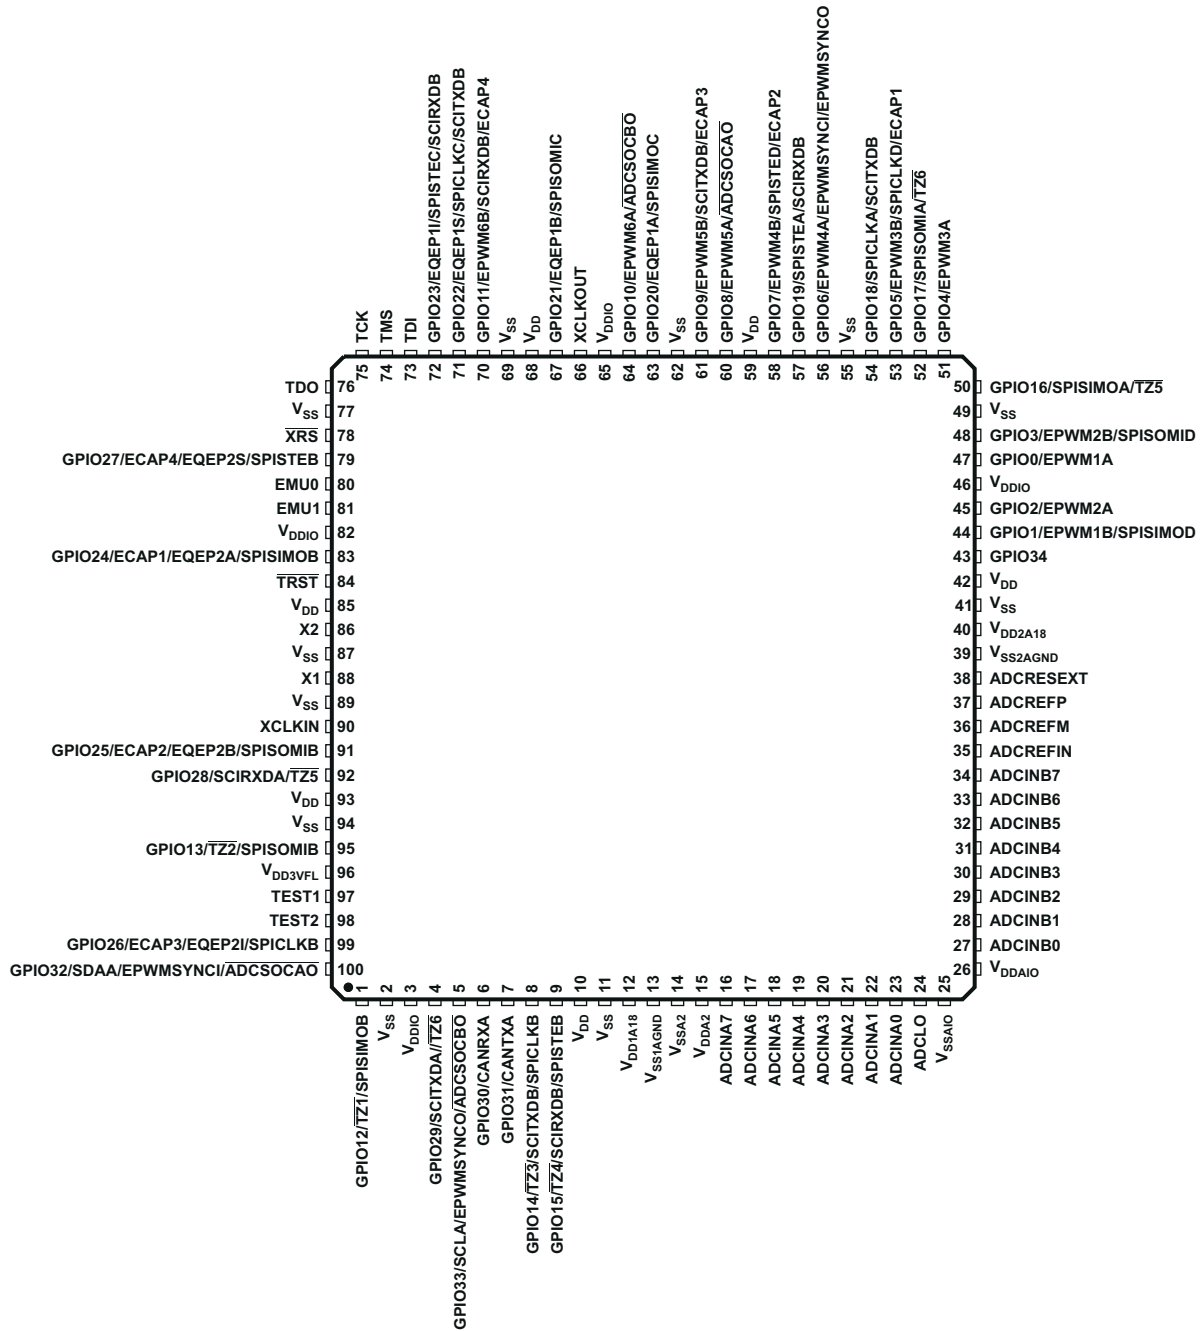 75 TCK
74 TMS
73 TDI
72 GPIO23/EQEP1I/SPISTEC/SCIRXDB
71 GPIO22/EQEP1S/SPICLKC/SCITXDB
70 GPIO11/EPWM6B/SCIRXDB/ECAP4
69 VSS
68 VDD
67 GPIO21/EQEP1B/SPISOMIC
66 XCLKOUT
65 VDDIO
64 GPIO10/EPWM6A/ADCSOCBO
63 GPIO20/EQEP1A/SPISIMOC
62 VSS
61 GPIO9/EPWM5B/SCITXDB/ECAP3
60 GPIO8/EPWM5A/ADCSOCAO
59 VDD
58 GPIO7/EPWM4B/SPISTED/ECAP2
57 GPIO19/SPISTEA/SCIRXDB
56 GPIO6/EPWM4A/EPWMSYNCI/EPWMSYNCO
55 VSS
54 GPIO18/SPICLKA/SCITXDB
53 GPIO5/EPWM3B/SPICLKD/ECAP1
52 GPIO17/SPISOMIA/TZ6
51 GPIO4/EPWM3A
TDO 76
VSS 77
XRS 78
GPIO27/ECAP4/EQEP2S/SPISTEB 79
EMU0 80
EMU1 81
VDDIO 82
GPIO24/ECAP1/EQEP2A/SPISIMOB 83
TRST 84
VDD 85
X2 86
VSS 87
X1 88
VSS 89
XCLKIN 90
GPIO25/ECAP2/EQEP2B/SPISOMIB 91
GPIO28/SCIRXDA/TZ5 92
VDD 93
VSS 94
GPIO13/TZ2/SPISOMIB 95
VDD3VFL 96
TEST1 97
TEST2 98
GPIO26/ECAP3/EQEP2I/SPICLKB 99
GPIO32/SDAA/EPWMSYNCI/ADCSOCAO 100
50 GPIO16/SPISIMOA/TZ5
49 VSS
48 GPIO3/EPWM2B/SPISOMID
47 GPIO0/EPWM1A
46 VDDIO
45 GPIO2/EPWM2A
44 GPIO1/EPWM1B/SPISIMOD
43 GPIO34
42 VDD
41 VSS
40 VDD2A18
39 VSS2AGND
38 ADCRESEXT
37 ADCREFP
36 ADCREFM
35 ADCREFIN
34 ADCINB7
33 ADCINB6
32 ADCINB5
31 ADCINB4
30 ADCINB3
29 ADCINB2
28 ADCINB1
27 ADCINB0
26 VDDAIO
GPIO12/TZ1/SPISIMOB 1
VSS 2
VDDIO 3
GPIO29/SCITXDA//TZ6 4
GPIO33/SCLA/EPWMSYNCO/ADCSOCBO 5
GPIO30/CANRXA 6
GPIO31/CANTXA 7
GPIO14/TZ3/SCITXDB/SPICLKB 8
GPIO15/TZ4/SCIRXDB/SPISTEB 9
VDD 10
VSS 11
VDD1A18 12
VSS1AGND 13
VSSA2 14
VDDA2 15
ADCINA7 16
ADCINA6 17
ADCINA5 18
ADCINA4 19
ADCINA3 20
ADCINA2 21
ADCINA1 22
ADCINA0 23
ADCLO 24
VSSAIO 25